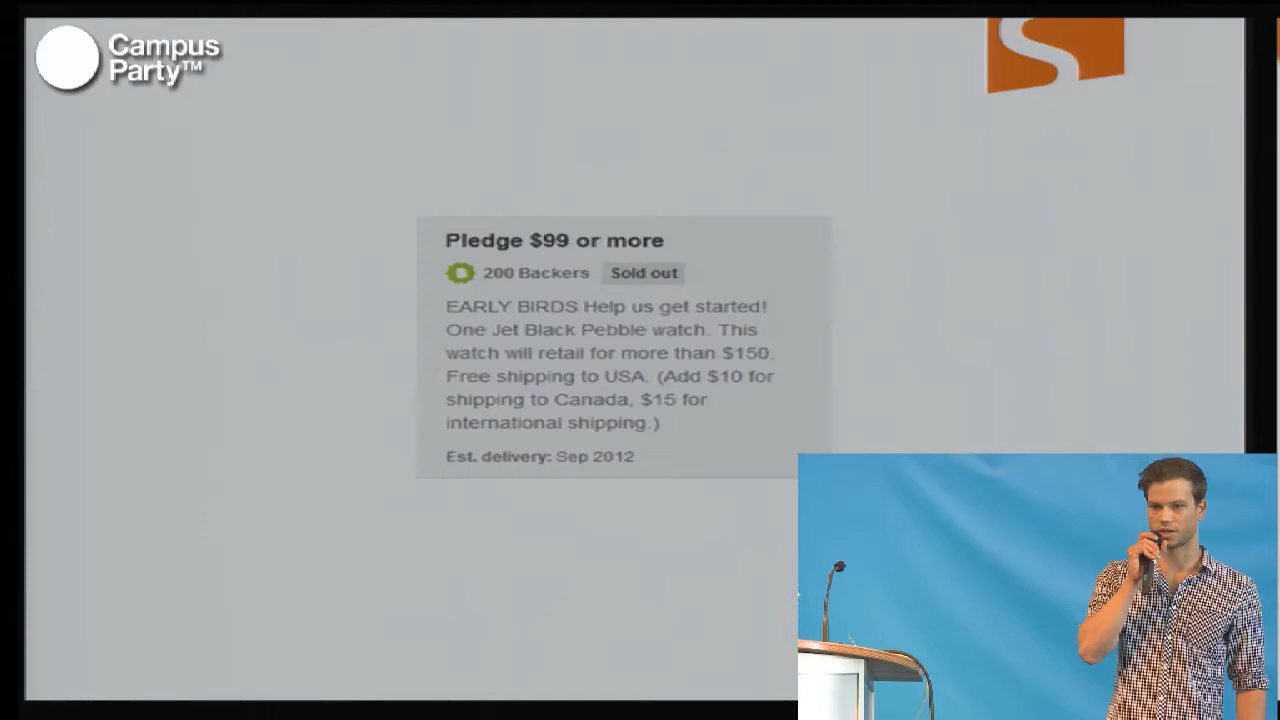 Campus
Party™
Pledge $99 or more
200 Backers Sold out
EARLY BIRDS Help us get started!
One Jet Black Pebble watch. This
watch will retail for more than $150.
Free shipping to USA. (Add $10 for
shipping to Canada, $15 for
international shipping.)
Est. delivery: Sep 2012